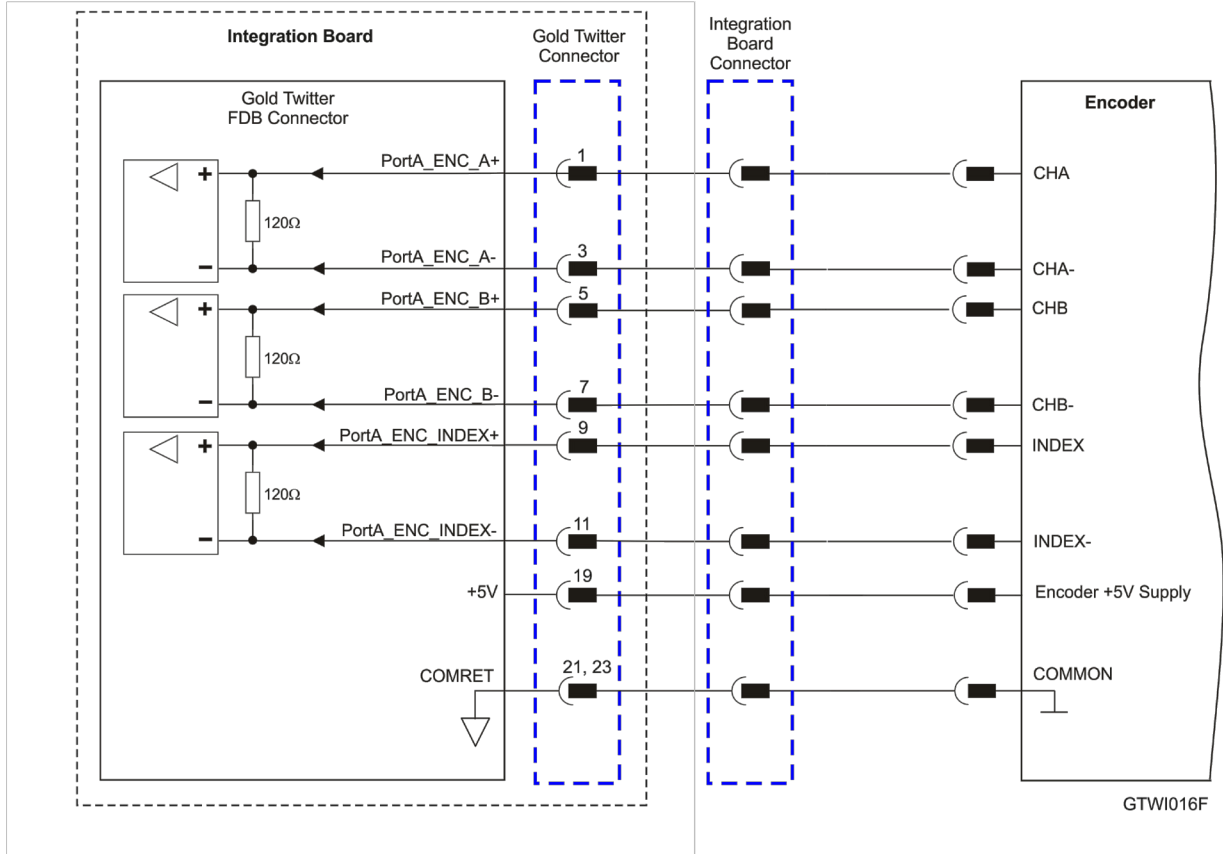 Integration Board
Gold Twitter
Connector
Integration
Board
Connector
Gold Twitter
FDB Connector
Encoder
PortA_ENC_A+
1
+
CHA
120Ω
PortA_ENC_A-
3
−
CHA-
PortA_ENC_B+
5
+
CHB
120Ω
PortA_ENC_B-
7
−
CHB-
PortA_ENC_INDEX+
9
+
INDEX
120Ω
PortA_ENC_INDEX-
11
−
INDEX-
+5V
19
Encoder +5V Supply
COMRET
21, 23
COMMON
GTWI016F